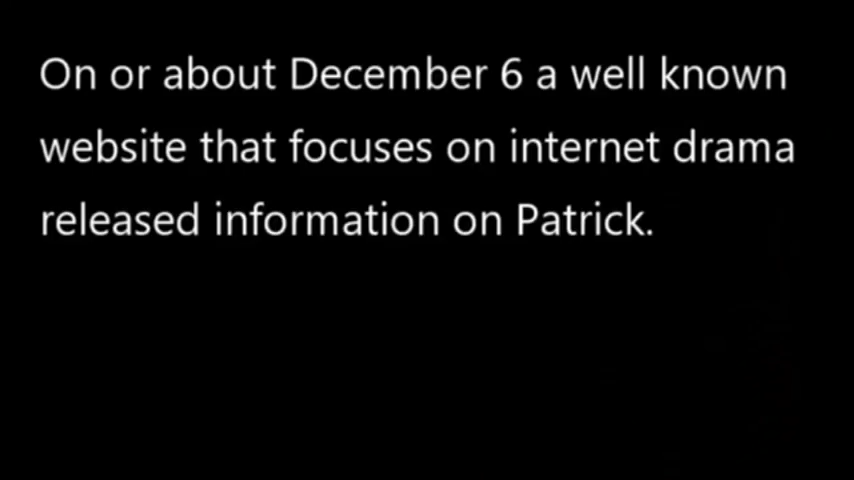 On or about December 6 a well known
website that focuses on internet drama
released information on Patrick.